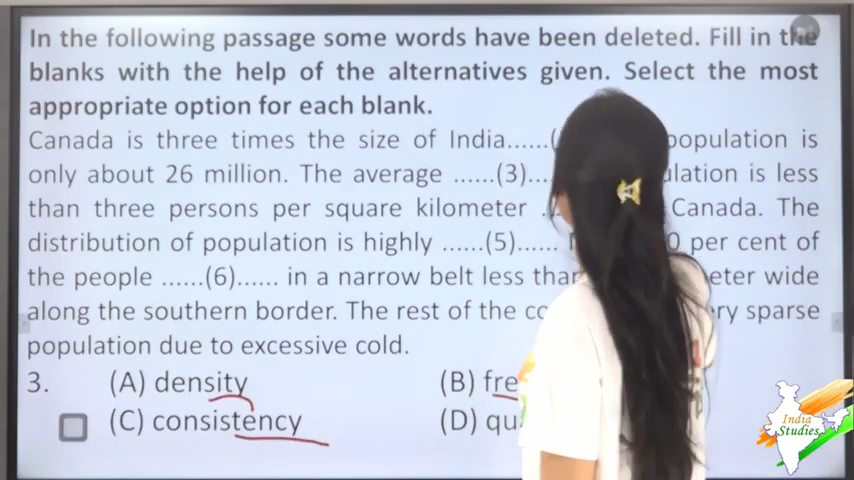 In the following passage some words have been deleted. Fill in the
blanks with the help of the alternatives given. Select the most
appropriate option for each blank.
Canada is three times the size of India......( population is
only about 26 million. The average ......(3).... is less
than three persons per square kilometer .. Canada. The
distribution of population is highly ......(5)...... 0 per cent of
the people ......(6)...... in a narrow belt less than wide
along the southern border. The rest of the sparse
population due to excessive cold.
3. (A) density (B) fre
(C) consistency (D) qu
India
Studies